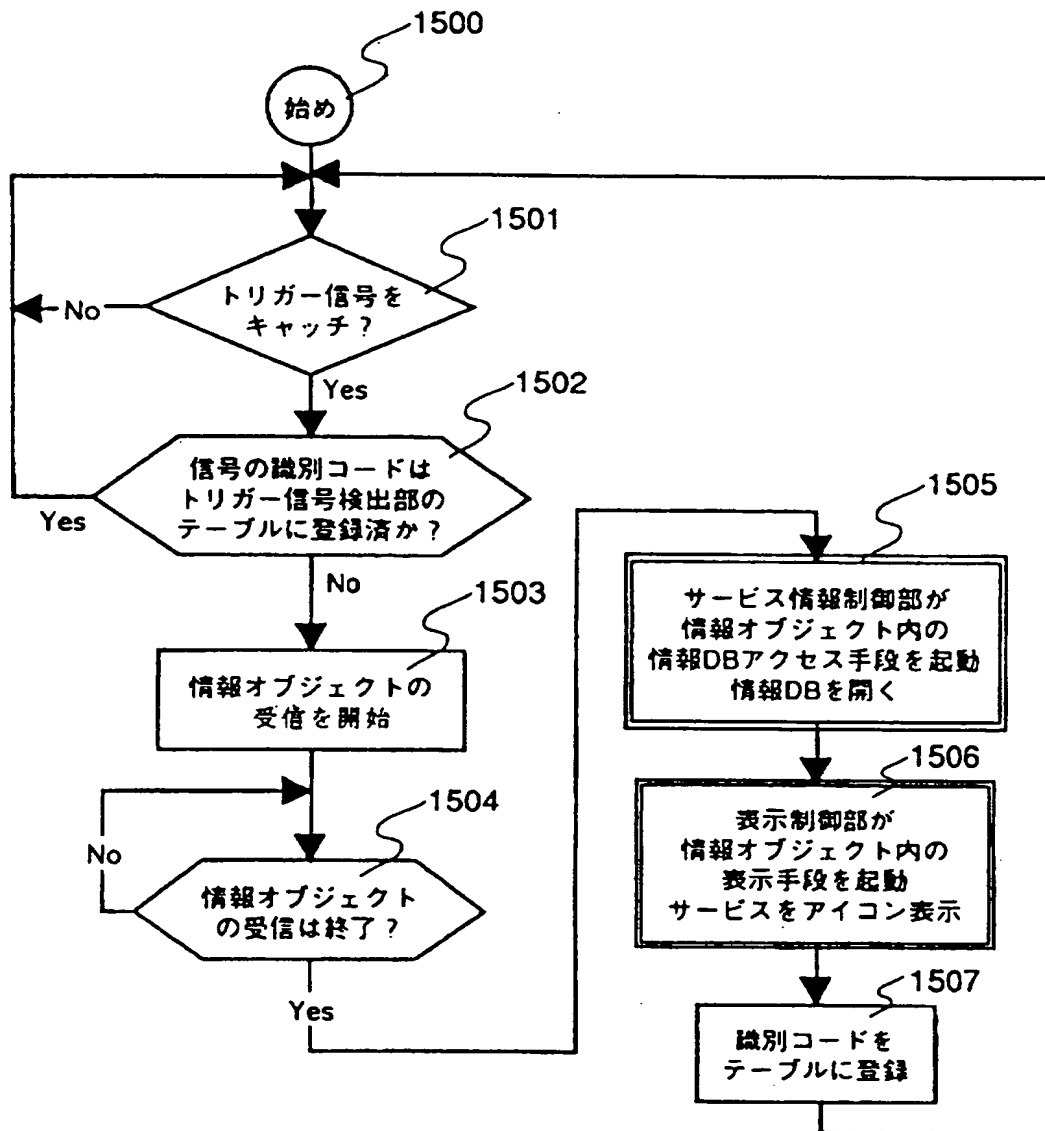 1500
始め
1501
トリガー信号を
キャッチ？
No
Yes
1502
信号の識別コードは
トリガー信号検出部の
テーブルに登録済か？
Yes
No
1503
情報オブジェクトの
受信を開始
1504
No
情報オブジェクト
の受信は終了？
Yes
1505
サービス情報制御部が
情報オブジェクト内の
情報DBアクセス手段を起動
情報DBを開く
1506
表示制御部が
情報オブジェクト内の
表示手段を起動
サービスをアイコン表示
1507
識別コードを
テーブルに登録